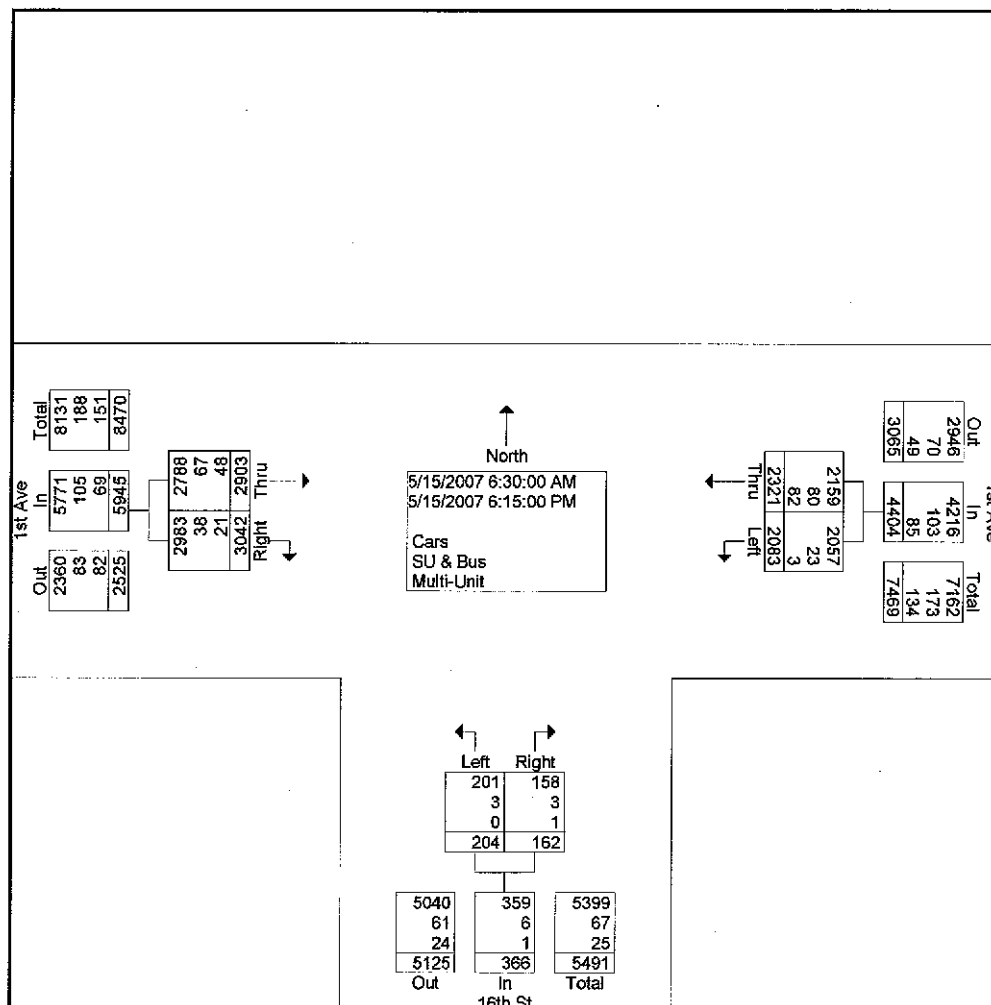 North
5/15/2007 6:30:00 AM
5/15/2007 6:15:00 PM
Cars
SU & Bus
Multi-Unit
1st Ave
Total
8131
188
151
8470
In
5771
105
69
5945
Out
2360
83
82
2525
Thru
2788
67
48
2903
Right
2983
38
21
3042
Out
2946
70
49
3065
In
4216
103
85
4404
Total
7162
173
134
7469
1st Ave
Thru
2159
80
82
2321
Left
2057
23
3
2083
Left Right
201 158
3 3
0 1
204 162
5040 359 5399
61 6 67
24 1 25
5125 366 5491
Out In Total
16th St